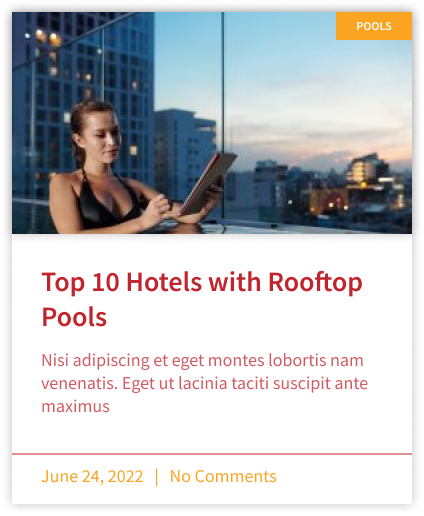 POOLS
Top 10 Hotels with Rooftop
Pools
Nisi adipiscing et eget montes lobortis nam
venenatis. Eget ut lacinia taciti suscipit ante
maximus
June 24, 2022 | No Comments